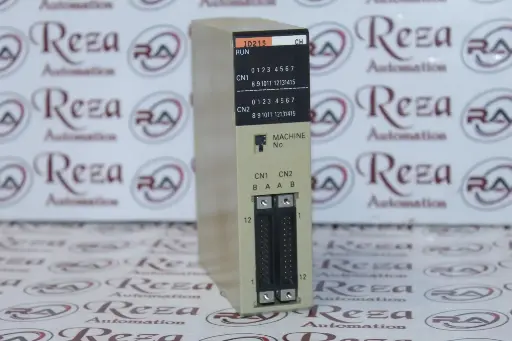 ID215 CH
RUN
0 1 2 3 4 5 6 7
CN1
8 9 10 11 12 13 14 15
0 1 2 3 4 5 6 7
CN2
8 9 10 11 12 13 14 15
MACHINE
No
CN1 CN2
B A A B
12 1
1 12
Reza
Automation
RA